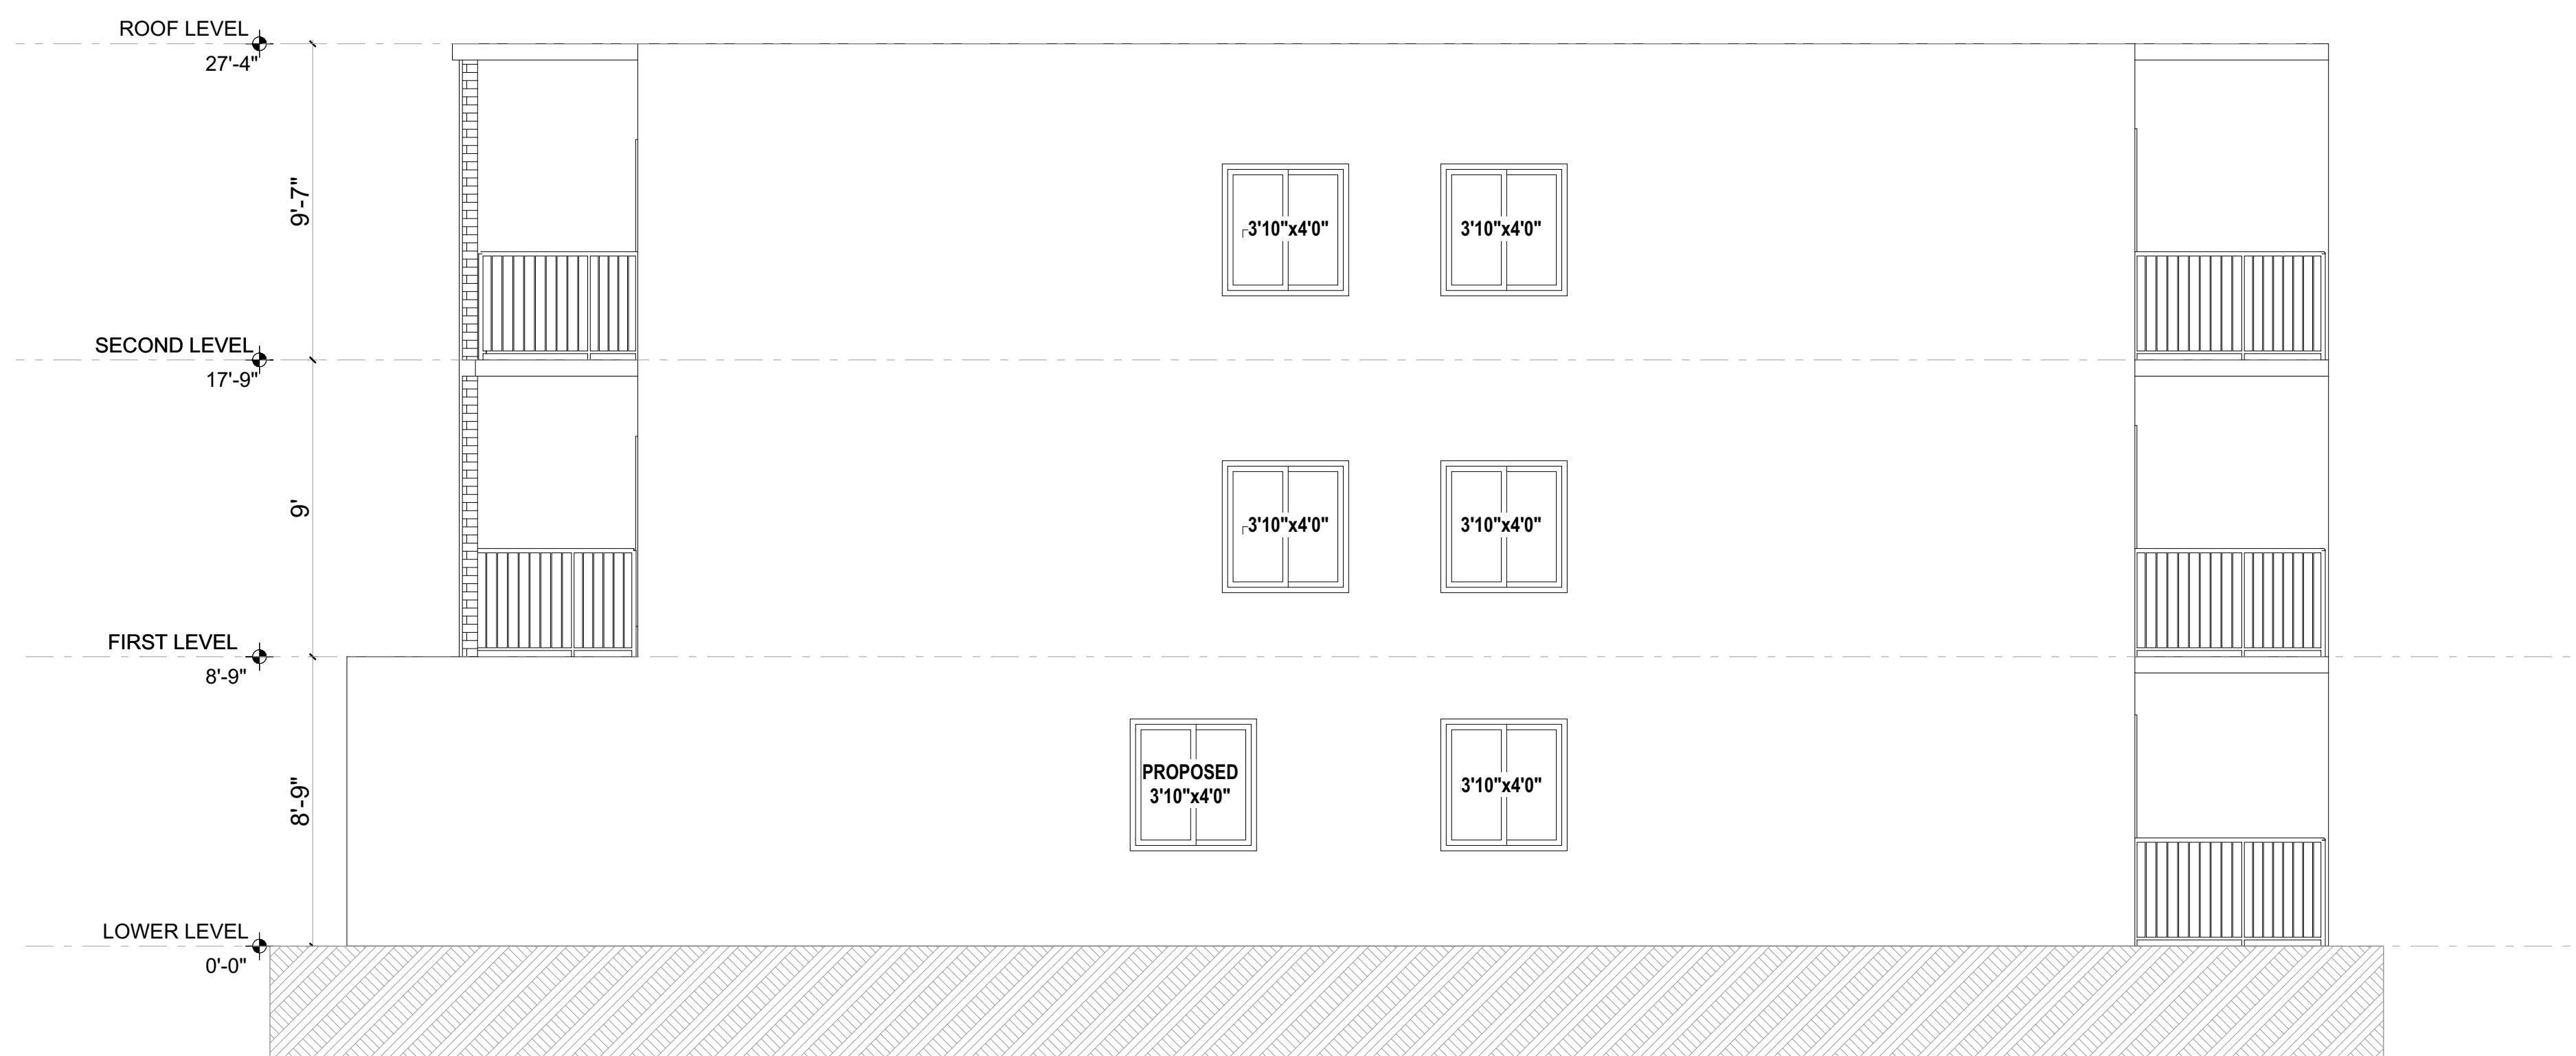 ROOF LEVEL
27'-4"
9'-7"
3'10"x4'0"
3'10"x4'0"
SECOND LEVEL
17'-9"
9'
3'10"x4'0"
3'10"x4'0"
FIRST LEVEL
8'-9"
8'-9"
PROPOSED
3'10"x4'0"
3'10"x4'0"
LOWER LEVEL
0'-0"